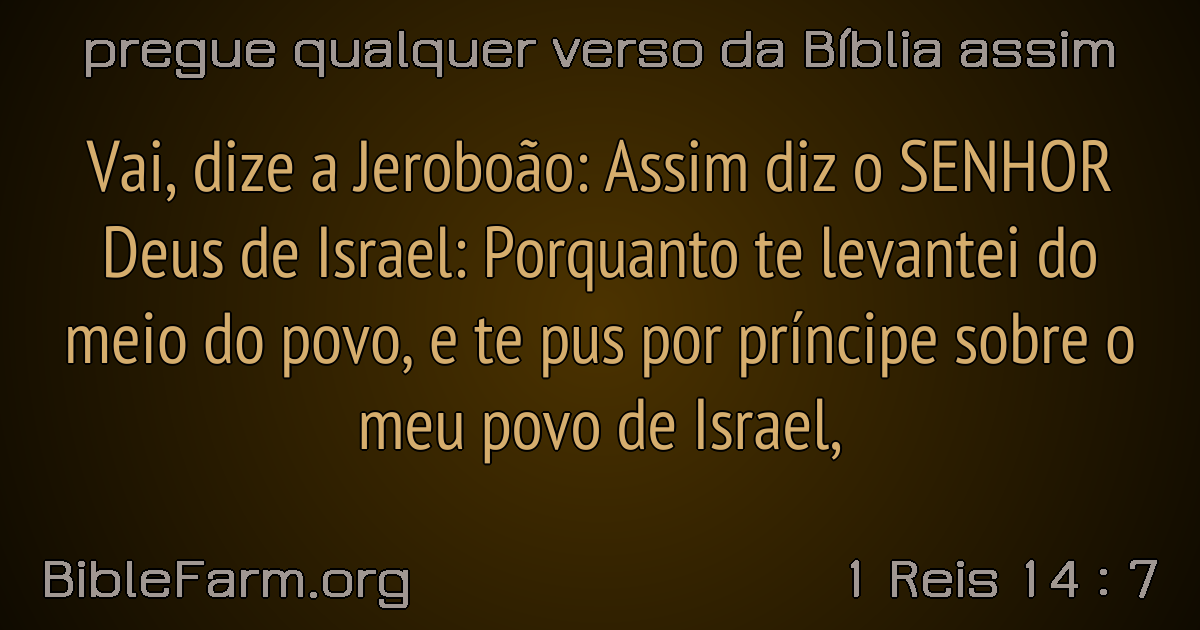 pregue qualquer verso da Bíblia assim
Vai, dize a Jeroboão: Assim diz o SENHOR
Deus de Israel: Porquanto te levantei do
meio do povo, e te pus por príncipe sobre o
meu povo de Israel,
BibleFarm.org
1 Reis 14 : 7